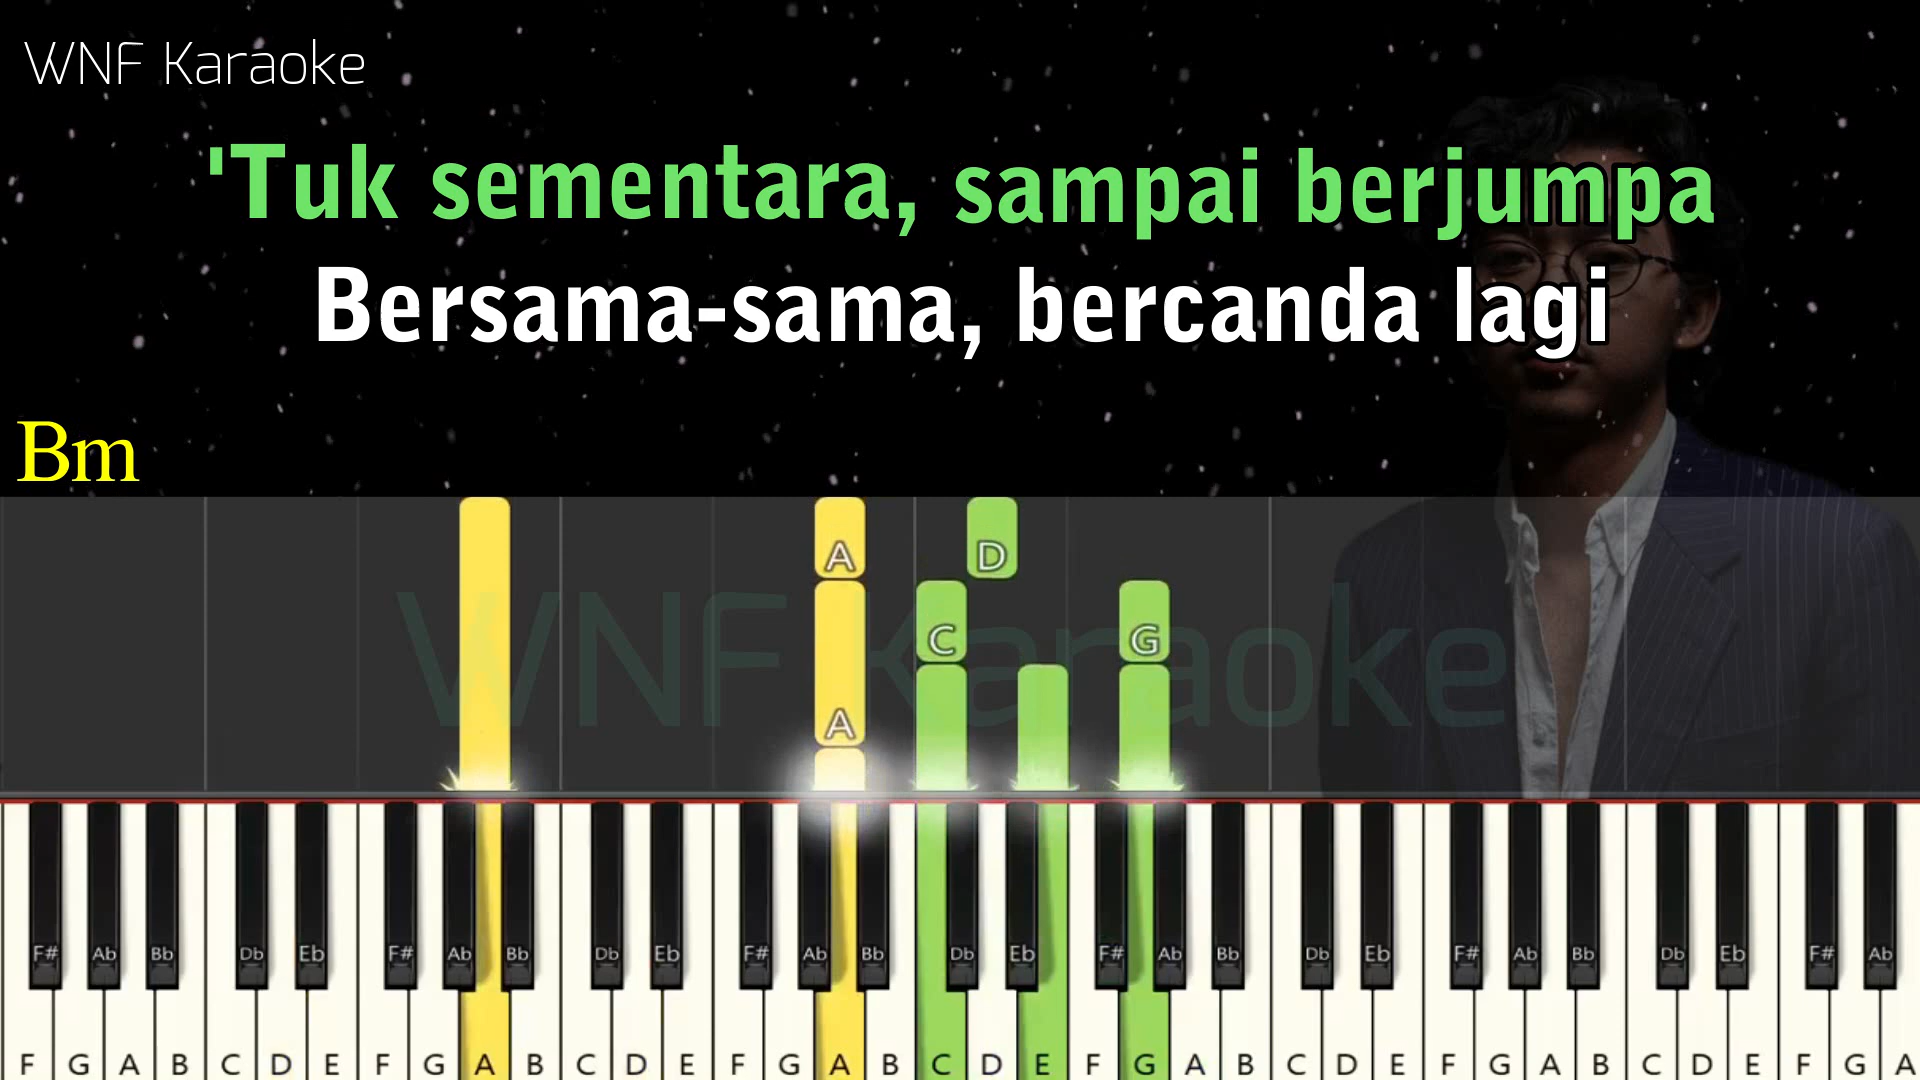 WNF Karaoke
'Tuk sementara, sampai berjumpa
Bersama-sama, bercanda lagi
Bm
A D
C G
A
WNF Karaoke
F# Ab Bb Db Eb F# Ab Bb Db Eb F# Ab Bb Db Eb F# Ab Bb Db Eb F# Ab Bb Db Eb F# Ab
F G A B C D E F G A B C D E F G A B C D E F G A B C D E F G A B C D E F G A